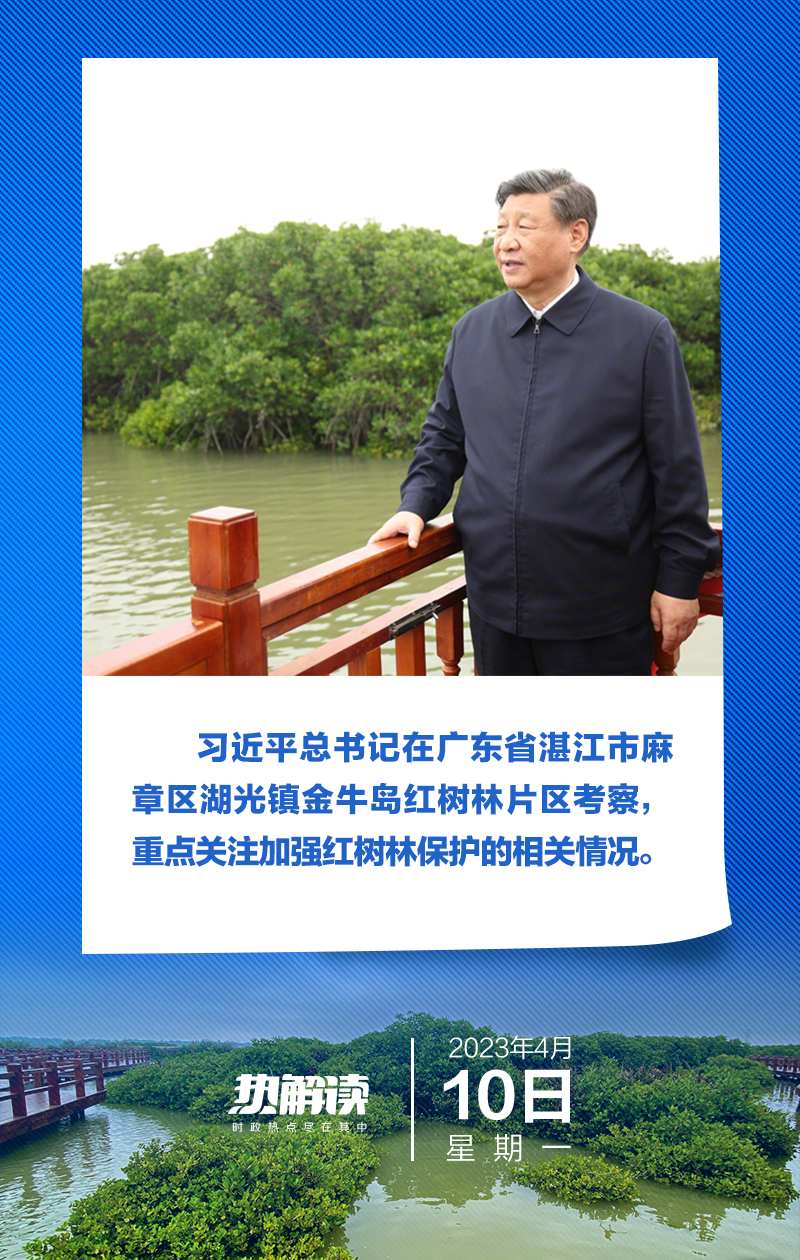 习近平总书记在广东省湛江市麻
章区湖光镇金牛岛红树林片区考察，
重点关注加强红树林保护的相关情况。
热解读
时政热点尽在其中
2023年4月
10日
星期一